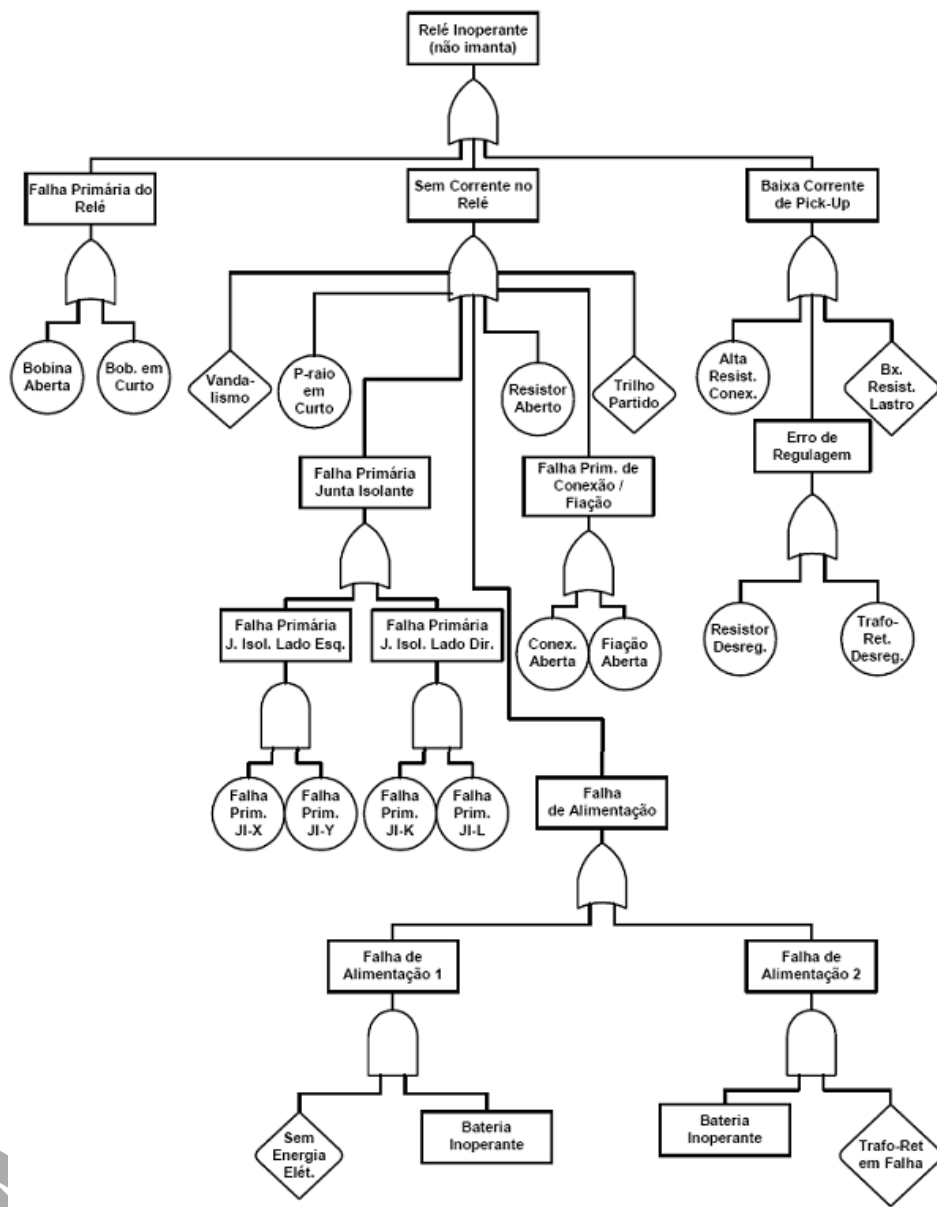 Relé Inoperante
(não imanta)
Falha Primária do
Relé
Sem Corrente no
Relé
Baixa Corrente
de Pick-Up
Bobina
Aberta
Bob. em
Curto
Vanda-
lismo
P-raio
em
Curto
Resistor
Aberto
Trilho
Partido
Alta
Resist.
Conex.
Bx.
Resist.
Lastro
Falha Primária
Junta Isolante
Falha Prim. de
Conexão /
Fiação
Erro de
Regulagem
Falha Primária
J. Isol. Lado Esq.
Falha Primária
J. Isol. Lado Dir.
Conex.
Aberta
Fiação
Aberta
Resistor
Desreg.
Trafo-
Ret.
Desreg.
Falha
Prim.
JI-X
Falha
Prim.
JI-Y
Falha
Prim.
JI-K
Falha
Prim.
JI-L
Falha
de Alimentação
Falha de
Alimentação 1
Falha de
Alimentação 2
Sem
Energia
Elét.
Bateria
Inoperante
Bateria
Inoperante
Trafo-Ret
em Falha